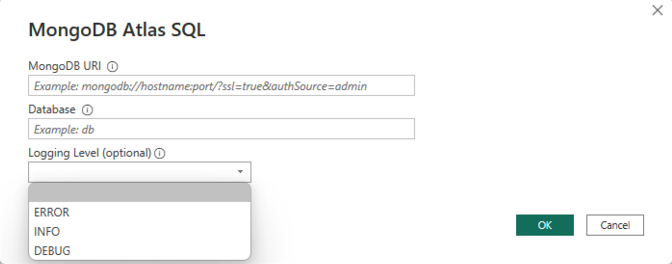 MongoDB Atlas SQL
MongoDB URI
Example: mongodb://hostname:port/?ssl=true&authSource=admin
Database
Example: db
Logging Level (optional)
ERROR
INFO
DEBUG
OK Cancel